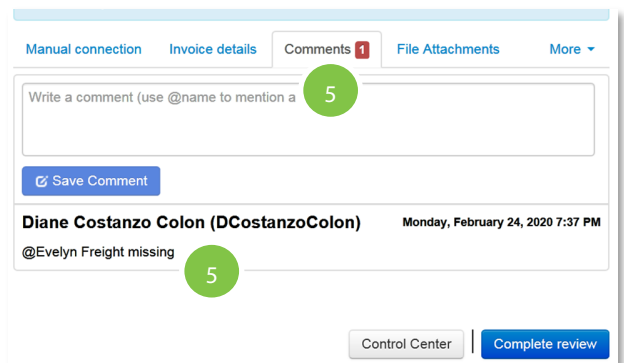 Manual connection Invoice details Comments 1 File Attachments More
Write a comment (use @name to mention a
5
Save Comment
Diane Costanzo Colon (DCostanzoColon) Monday, February 24, 2020 7:37 PM
@Evelyn Freight missing
5
Control Center Complete review